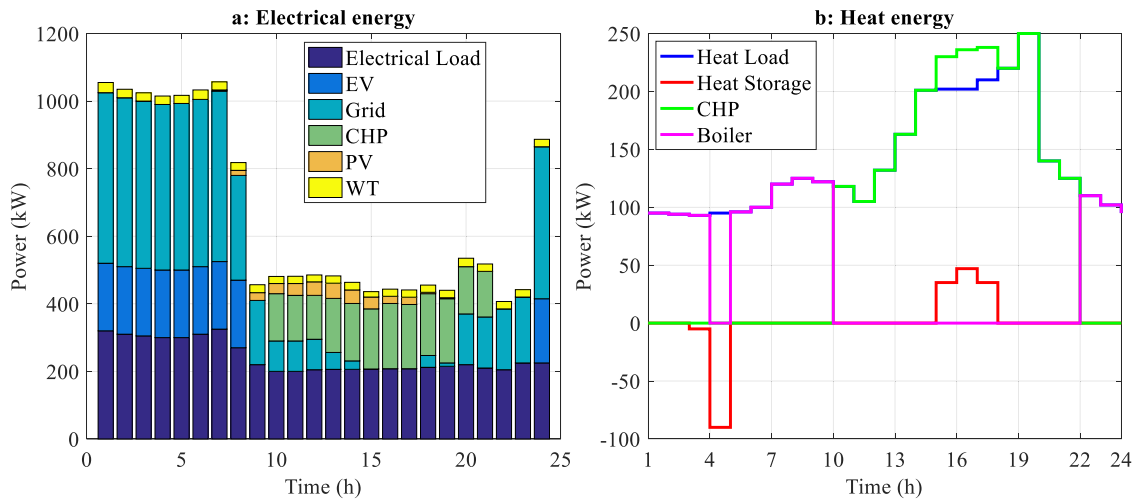 a: Electrical energy
1200
1000
800
600
400
200
0
Power (kW)
0
5
10
15
20
25
Time (h)
Electrical Load
EV
Grid
CHP
PV
WT
b: Heat energy
250
200
150
100
50
0
-50
-100
Power (kW)
1
4
7
10
13
16
19
22
24
Time (h)
Heat Load
Heat Storage
CHP
Boiler